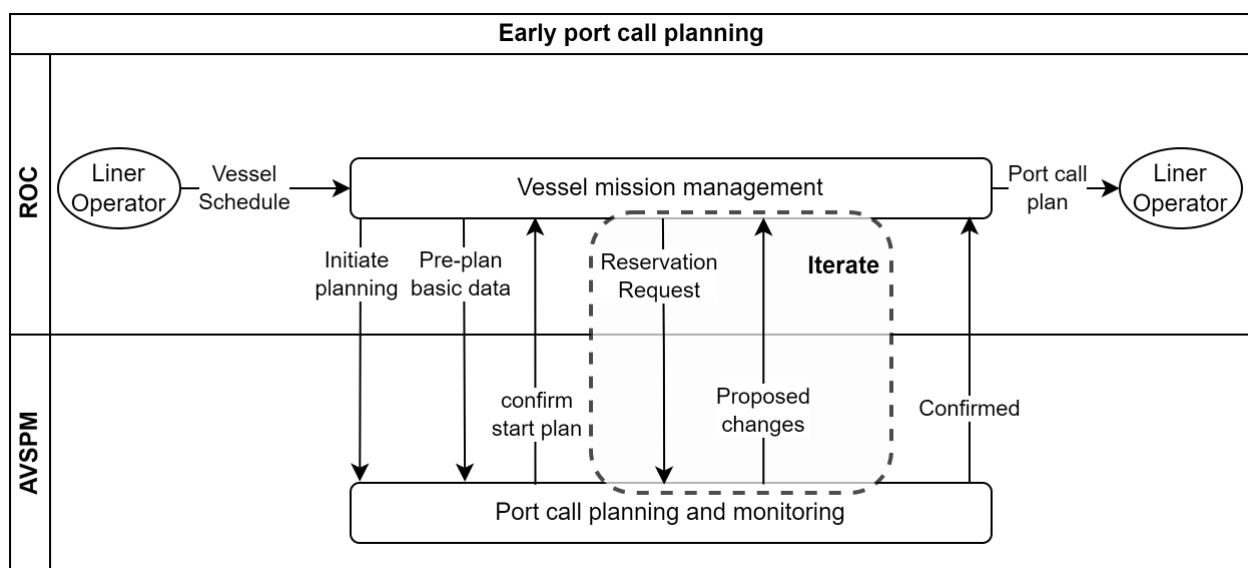 Early port call planning
ROC
Liner
Operator
Vessel
Schedule
Vessel mission management
Port call
plan
Liner
Operator
Initiate
planning
Pre-plan
basic data
Reservation
Request
Iterate
AVSPM
confirm
start plan
Proposed
changes
Confirmed
Port call planning and monitoring